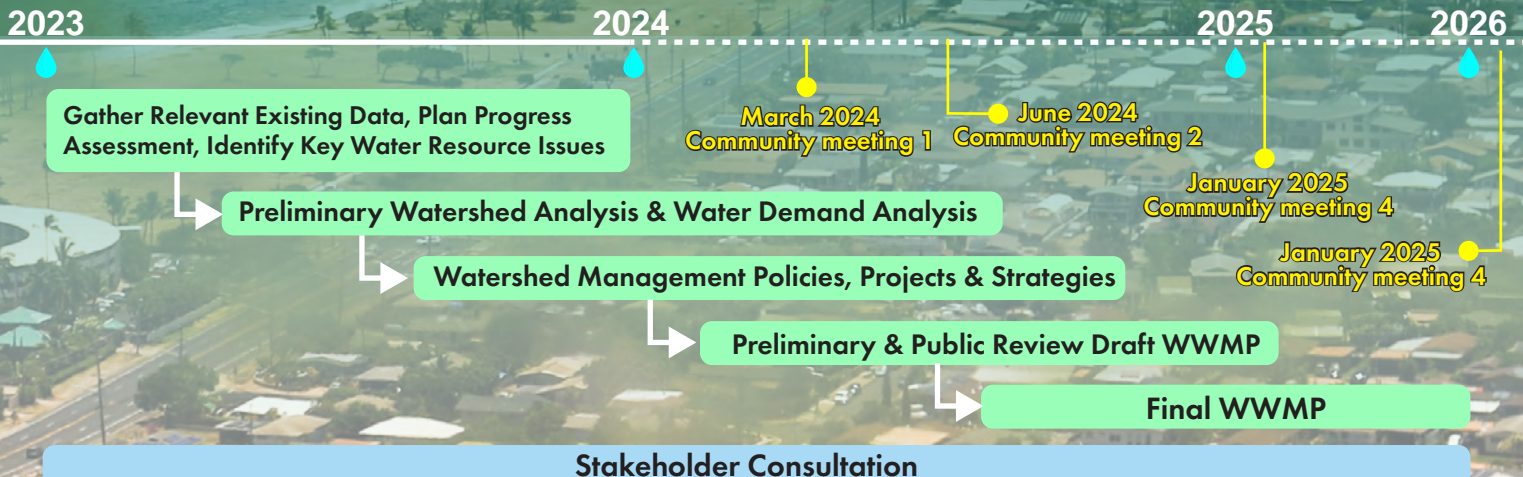 2023
2024
2025
2026
Gather Relevant Existing Data, Plan Progress
Assessment, Identify Key Water Resource Issues
March 2024
Community meeting 1
June 2024
Community meeting 2
January 2025
Community meeting 4
January 2025
Community meeting 4
Preliminary Watershed Analysis & Water Demand Analysis
Watershed Management Policies, Projects & Strategies
Preliminary & Public Review Draft WWMP
Final WWMP
Stakeholder Consultation